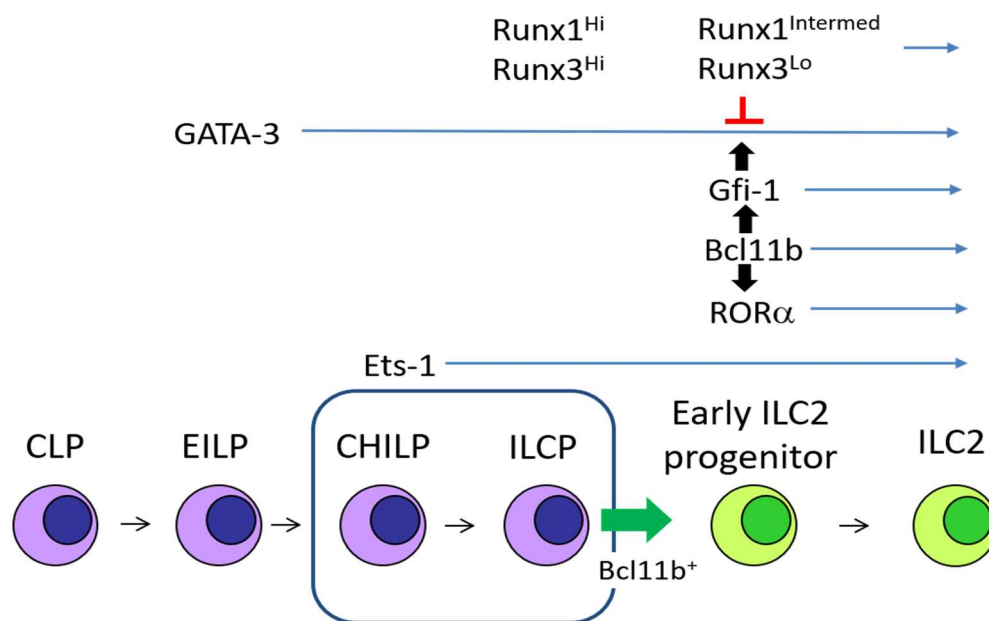 Runx1Hi Runx1Intermed
Runx3Hi Runx3Lo
GATA-3
Gfi-1
Bcl11b
RORα
Ets-1
CLP EILP CHILP ILCP Early ILC2 progenitor ILC2
Bcl11b+